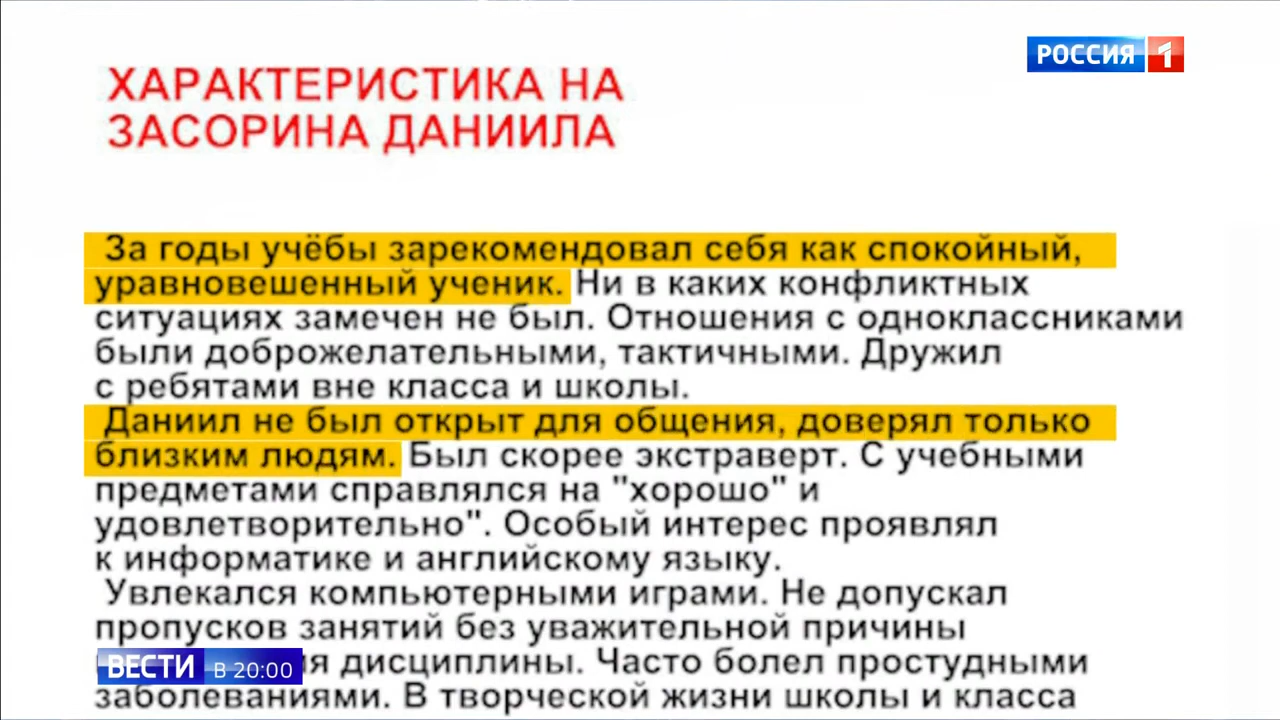 РОССИЯ 1
ХАРАКТЕРИСТИКА НА
ЗАСОРИНА ДАНИИЛА
За годы учёбы зарекомендовал себя как спокойный,
уравновешенный ученик. Ни в каких конфликтных
ситуациях замечен не был. Отношения с одноклассниками
были доброжелательными, тактичными. Дружил
с ребятами вне класса и школы.
Даниил не был открыт для общения, доверял только
близким людям. Был скорее экстраверт. С учебными
предметами справлялся на "хорошо" и
удовлетворительно". Особый интерес проявлял
к информатике и английскому языку.
Увлекался компьютерными играми. Не допускал
пропусков занятий без уважительной причины
дисциплины. Часто болел простудными
заболеваниями. В творческой жизни школы и класса
ВЕСТИ В 20:00